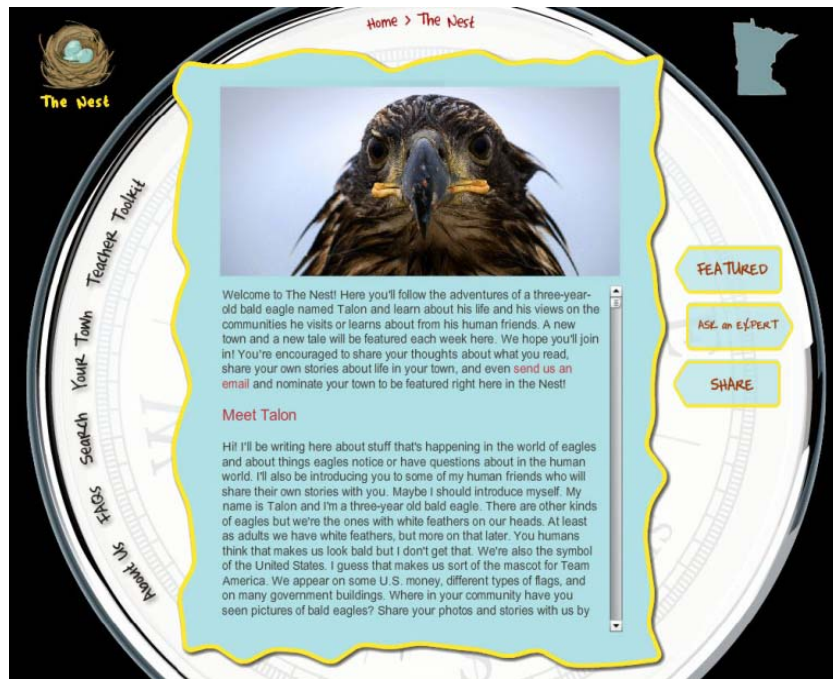 Home > The Nest
The Nest
Teacher Toolkit
Your Town
Search
FAQs
About Us
Welcome to The Nest! Here you'll follow the adventures of a three-year-
old bald eagle named Talon and learn about his life and his views on the
communities he visits or learns about from his human friends. A new
town and a new tale will be featured each week here. We hope you'll join
in! You're encouraged to share your thoughts about what you read,
share your own stories about life in your town, and even send us an
email and nominate your town to be featured right here in the Nest!
Meet Talon
Hi! I'll be writing here about stuff that's happening in the world of eagles
and about things eagles notice or have questions about in the human
world. I'll also be introducing you to some of my human friends who will
share their own stories with you. Maybe I should introduce myself. My
name is Talon and I'm a three-year old bald eagle. There are other kinds
of eagles but we're the ones with white feathers on our heads. At least
as adults we have white feathers, but more on that later. You humans
think that makes us look bald but I don't get that. We're also the symbol
of the United States. I guess that makes us sort of the mascot for Team
America. We appear on some U.S. money, different types of flags, and
on many government buildings. Where in your community have you
seen pictures of bald eagles? Share your photos and stories with us by
FEATURED
ASK an EXPERT
SHARE